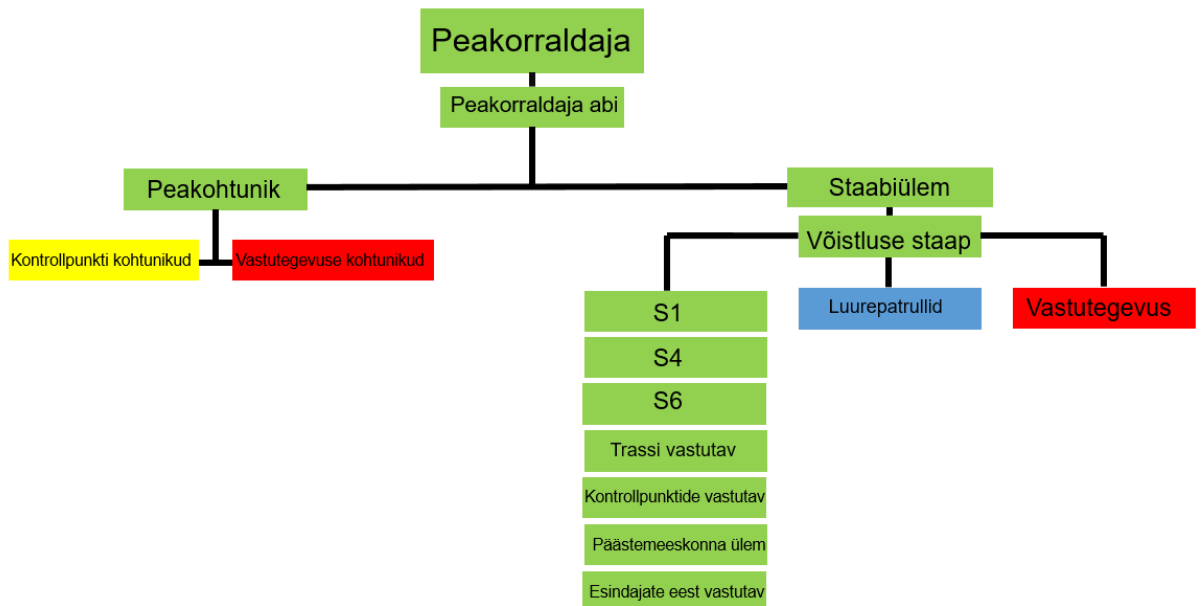 Peakorraldaja
Peakorraldaja abi
Peakohtunik
Staabiülem
Kontrollpunkti kohtunikud
Vastutegevuse kohtunikud
Võistluse staap
S1
Luurepatrullid
Vastutegevus
S4
S6
Trassi vastutav
Kontrollpunktide vastutav
Päästemeeskonna ülem
Esindajate eest vastutav